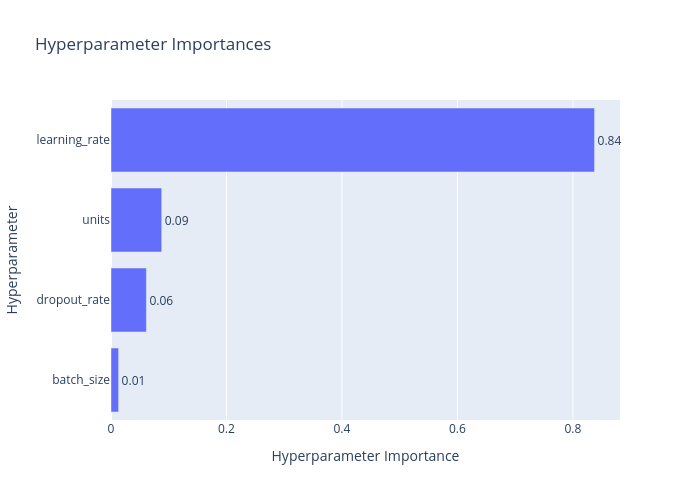 Hyperparameter Importances
Hyperparameter
learning_rate 0.84
units 0.09
dropout_rate 0.06
batch_size 0.01
0 0.2 0.4 0.6 0.8
Hyperparameter Importance